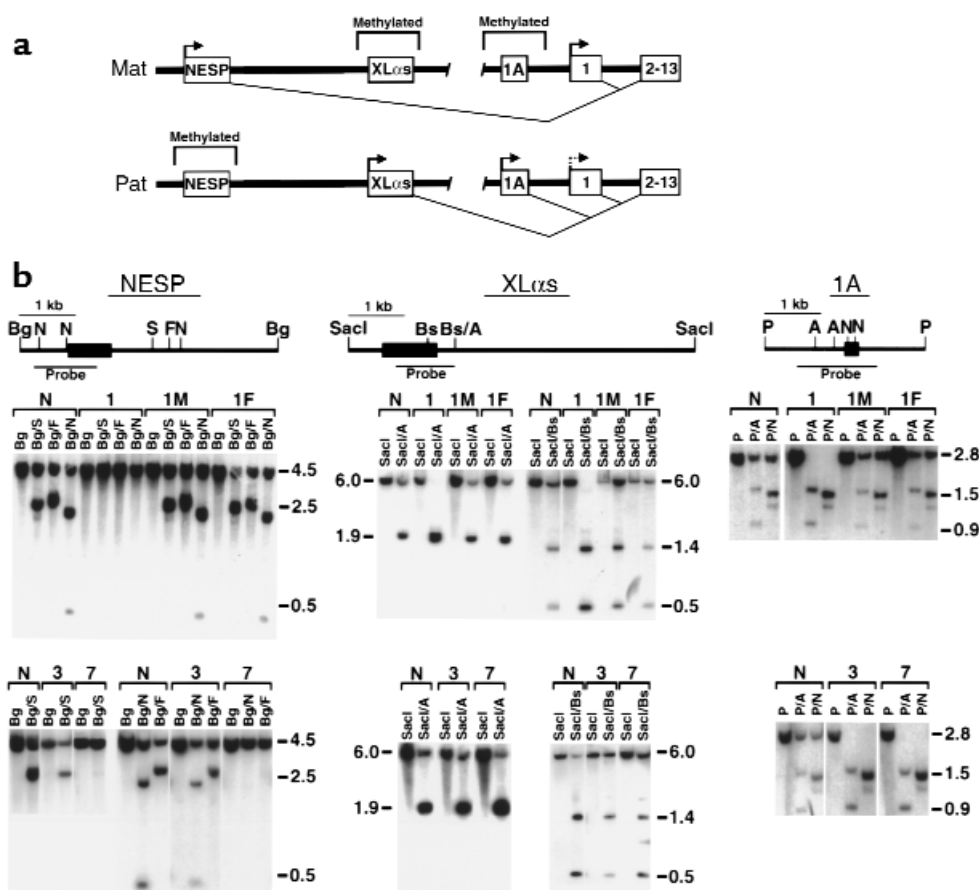 a
Methylated Methylated
Mat NESP XLαs 1A 1 2-13
Methylated
Pat NESP XLαs 1A 1 2-13
b
NESP XLαs 1A
1 kb 1 kb 1 kb
Bg N N S F N Bg SacI Bs Bs/A SacI P A A N N P
Probe Probe Probe
N 1 1M 1F
Bg Bg/S Bg/F Bg/N Bg Bg/S Bg/F Bg/N Bg Bg/S Bg/F Bg/N Bg Bg/S Bg/F Bg/N
4.5
2.5
0.5
N 1 1M 1F N 1 1M 1F
SacI SacI/A SacI SacI/A SacI SacI/A SacI SacI/A SacI SacI/Bs SacI SacI/Bs SacI SacI/Bs SacI SacI/Bs
6.0 6.0
1.9 1.4
0.5
N 1 1M 1F
P P/A P/N P P/A P/N P P/A P/N P P/A P/N
2.8
1.5
0.9
N 3 7 N 3 7
Bg Bg/S Bg Bg/S Bg Bg/S Bg Bg/N Bg/F Bg Bg/N Bg/F Bg Bg/N Bg/F
4.5
2.5
0.5
N 3 7 N 3 7
SacI SacI/A SacI SacI/A SacI SacI/A SacI SacI/Bs SacI SacI/Bs SacI SacI/Bs
6.0 6.0
1.9 1.4
0.5
N 3 7
P P/A P/N P P/A P/N P P/A P/N
2.8
1.5
0.9